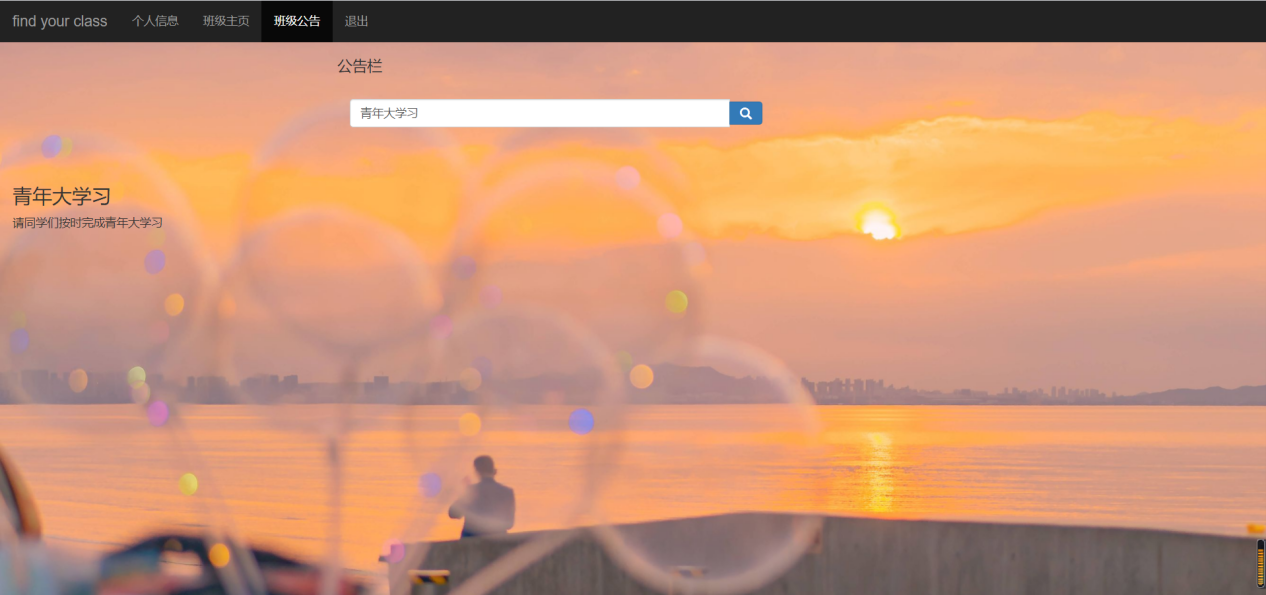 find your class 个人信息 班级主页 班级公告 退出
公告栏
青年大学习
青年大学习
请同学们按时完成青年大学习